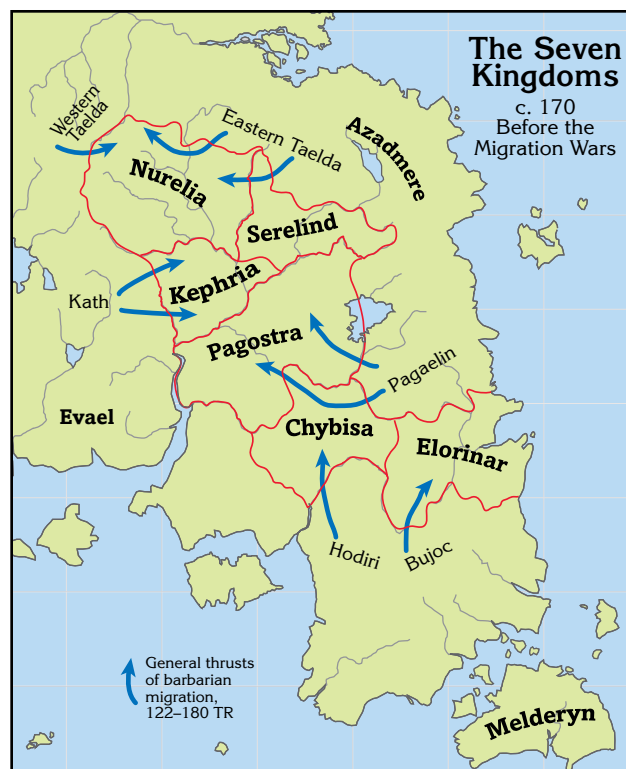 The Seven
Kingdoms
c. 170
Before the
Migration Wars
Western
Taelda
Eastern Taelda
Azadmere
Nurelia
Serelind
Kephria
Kath
Pagostra
Pagaelin
Evael
Chybisa
Elorinar
Hodiri
Bujoc
General thrusts
of barbarian
migration,
122–180 TR
Melderyn